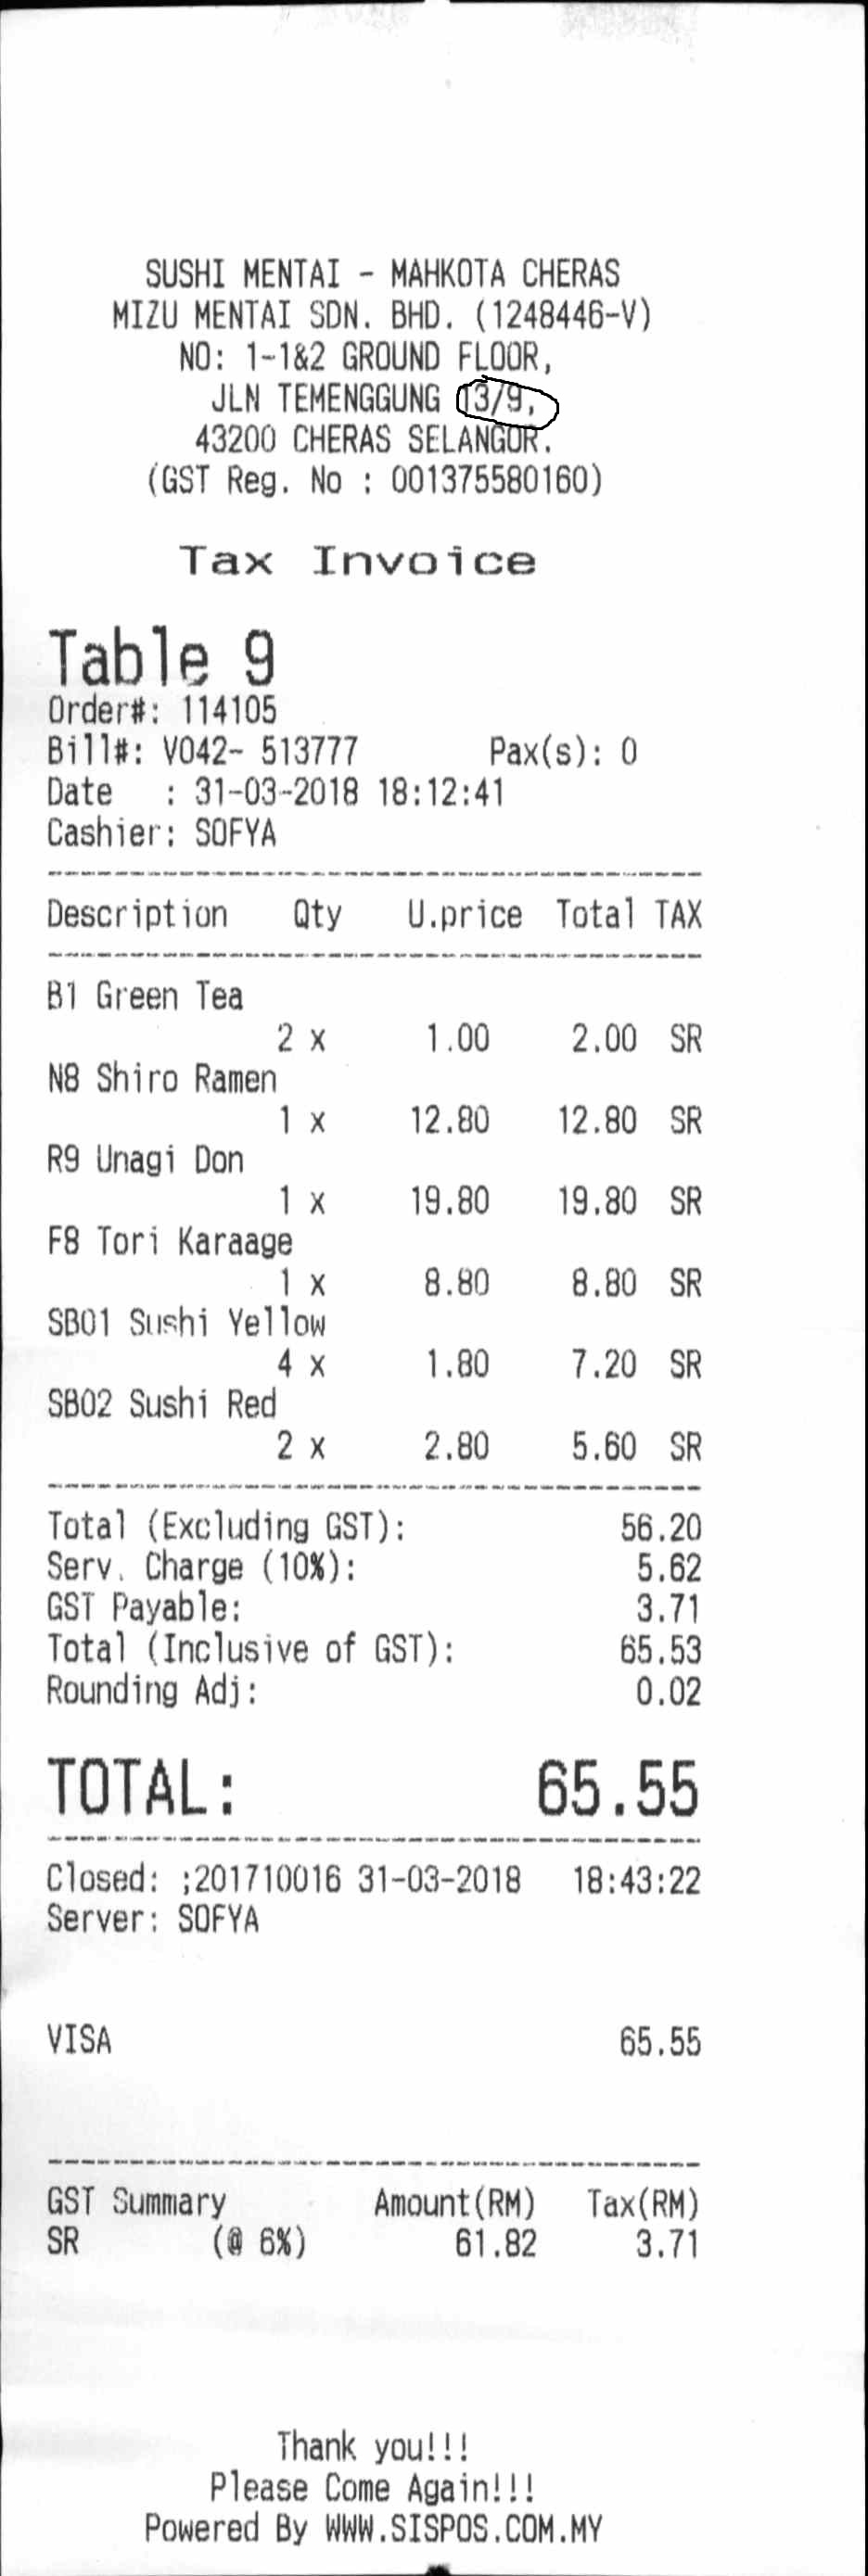 SUSHI MENTAI - MAHKOTA CHERAS
MIZU MENTAI SDN. BHD. (1248446-V)
NO: 1-1&2 GROUND FLOOR,
JLN TEMENGGUNG 13/9,
43200 CHERAS SELANGOR.
(GST Reg. No : 001375580160)
Tax Invoice
Table 9
Order#: 114105
Bill#: V042- 513777 Pax(s): 0
Date : 31-03-2018 18:12:41
Cashier: SOFYA
Description Qty U.price Total TAX
B1 Green Tea
2 x 1.00 2.00 SR
N8 Shiro Ramen
1 x 12.80 12.80 SR
R9 Unagi Don
1 x 19.80 19.80 SR
F8 Tori Karaage
1 x 8.80 8.80 SR
SB01 Sushi Yellow
4 x 1.80 7.20 SR
SB02 Sushi Red
2 x 2.80 5.60 SR
Total (Excluding GST): 56.20
Serv. Charge (10%): 5.62
GST Payable: 3.71
Total (Inclusive of GST): 65.53
Rounding Adj: 0.02
TOTAL: 65.55
Closed: ;201710016 31-03-2018 18:43:22
Server: SOFYA
VISA 65.55
GST Summary Amount(RM) Tax(RM)
SR (@ 6%) 61.82 3.71
Thank you!!!
Please Come Again!!!
Powered By WWW.SISPOS.COM.MY